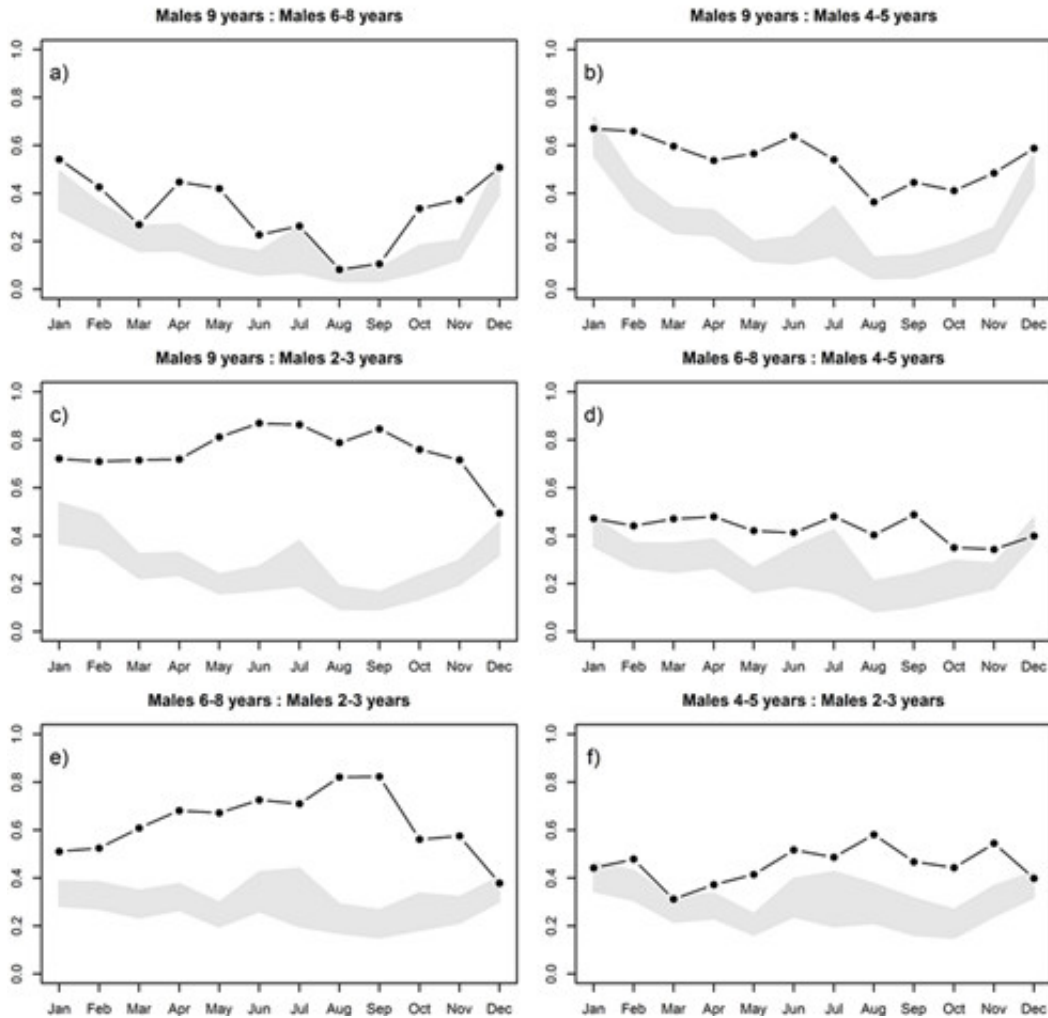 Males 9 years : Males 6-8 years
a)
1.0
0.8
0.6
0.4
0.2
0.0
Jan Feb Mar Apr May Jun Jul Aug Sep Oct Nov Dec
Males 9 years : Males 4-5 years
b)
1.0
0.8
0.6
0.4
0.2
0.0
Jan Feb Mar Apr May Jun Jul Aug Sep Oct Nov Dec
Males 9 years : Males 2-3 years
c)
1.0
0.8
0.6
0.4
0.2
0.0
Jan Feb Mar Apr May Jun Jul Aug Sep Oct Nov Dec
Males 6-8 years : Males 4-5 years
d)
1.0
0.8
0.6
0.4
0.2
0.0
Jan Feb Mar Apr May Jun Jul Aug Sep Oct Nov Dec
Males 6-8 years : Males 2-3 years
e)
1.0
0.8
0.6
0.4
0.2
0.0
Jan Feb Mar Apr May Jun Jul Aug Sep Oct Nov Dec
Males 4-5 years : Males 2-3 years
f)
1.0
0.8
0.6
0.4
0.2
0.0
Jan Feb Mar Apr May Jun Jul Aug Sep Oct Nov Dec